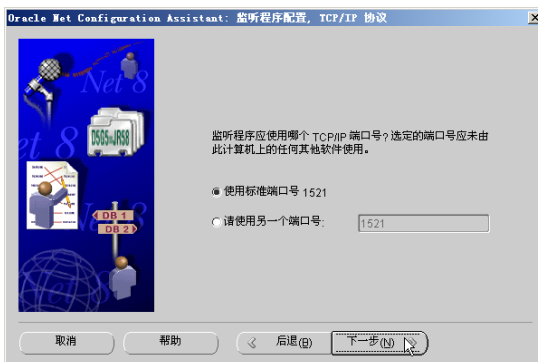 Oracle Net Configuration Assistant: 监听程序配置, TCP/IP 协议
Net 8
et 8
DSGS☼JR58
DB 1
DB 2
监听程序应使用哪个 TCP/IP 端口号?选定的端口号应未由
此计算机上的任何其他软件使用。
使用标准端口号 1521
请使用另一个端口号:
1521
取消
帮助
后退(B)
下一步(N)